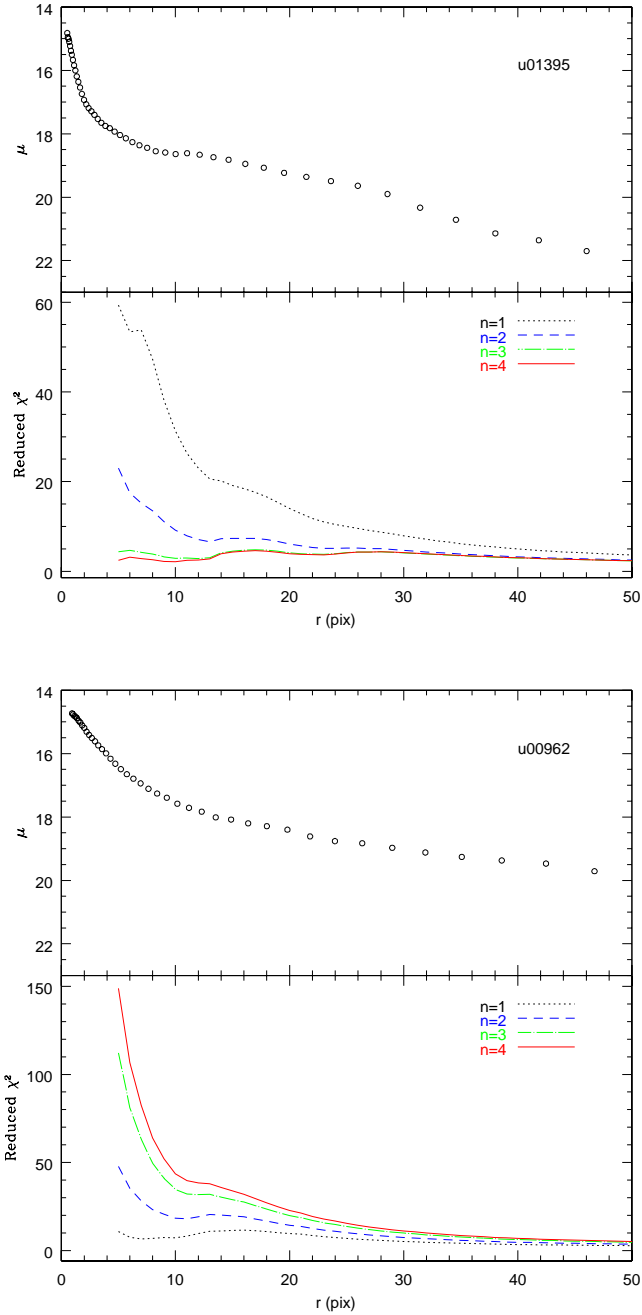 14
16
18
20
22
μ
u01395
60
40
20
0
Reduced χ²
n=1
n=2
n=3
n=4
0 10 20 30 40 50
r (pix)
14
16
18
20
22
μ
u00962
150
100
50
0
Reduced χ²
n=1
n=2
n=3
n=4
0 10 20 30 40 50
r (pix)